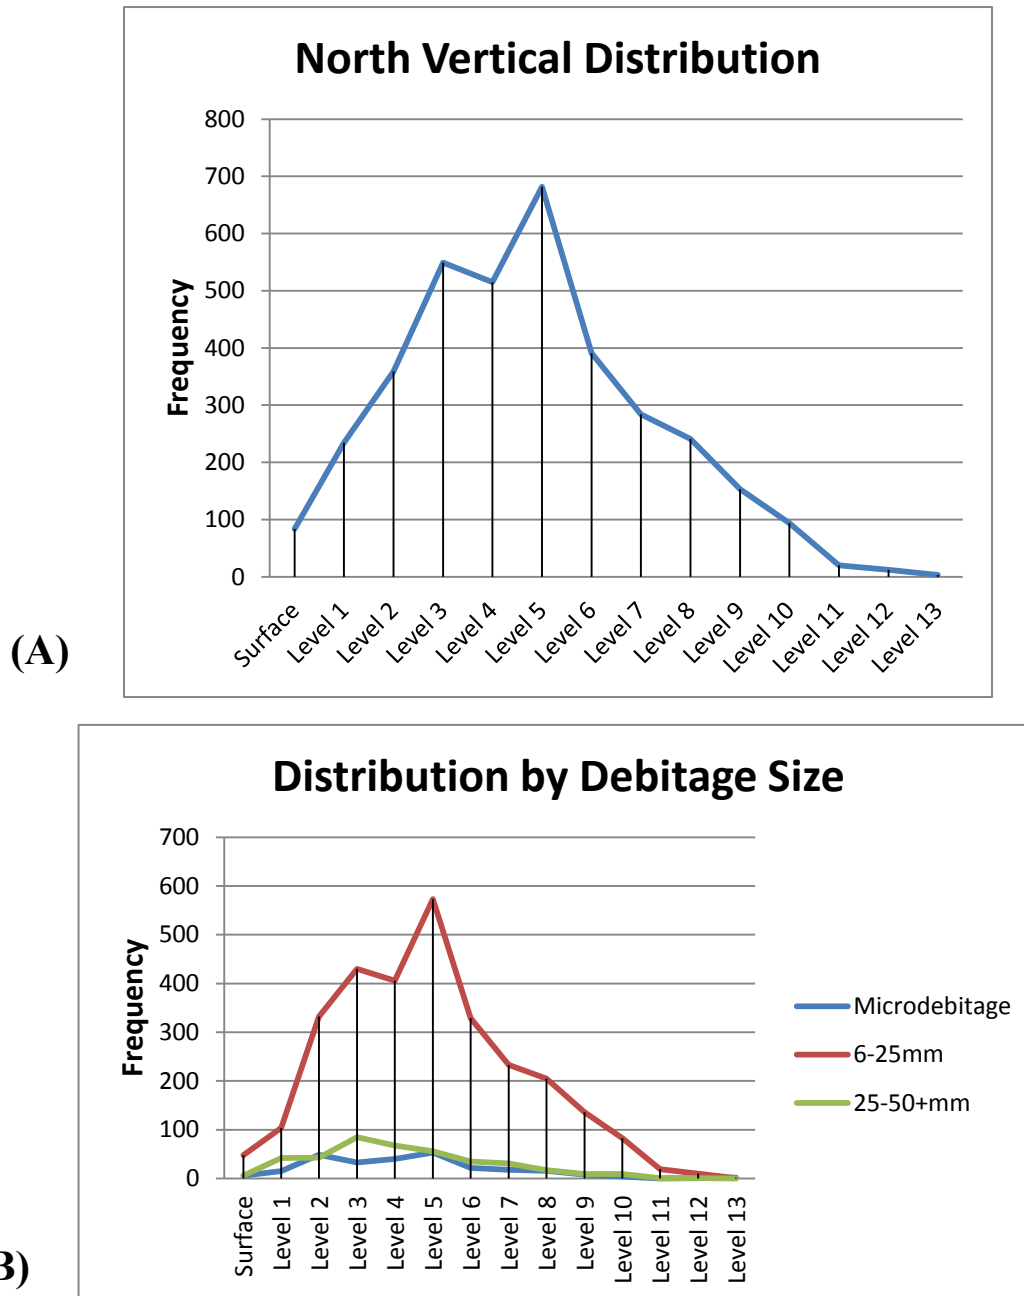 North Vertical Distribution
800
700
600
500
400
300
200
100
0
Frequency
Surface
Level 1
Level 2
Level 3
Level 4
Level 5
Level 6
Level 7
Level 8
Level 9
Level 10
Level 11
Level 12
Level 13
(A)
Distribution by Debitage Size
700
600
500
400
300
200
100
0
Frequency
Surface
Level 1
Level 2
Level 3
Level 4
Level 5
Level 6
Level 7
Level 8
Level 9
Level 10
Level 11
Level 12
Level 13
Microdebitage
6-25mm
25-50+mm
B)